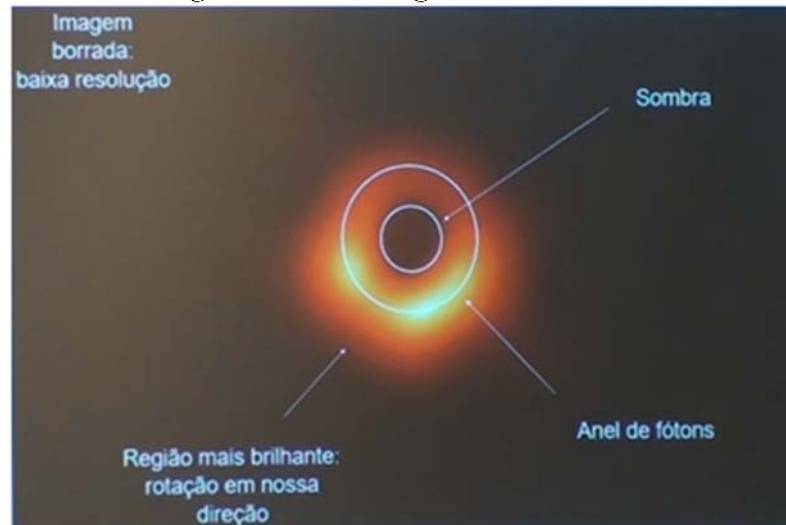 Imagem
borrada:
baixa resolução
Sombra
Anel de fótons
Região mais brilhante:
rotação em nossa
direção